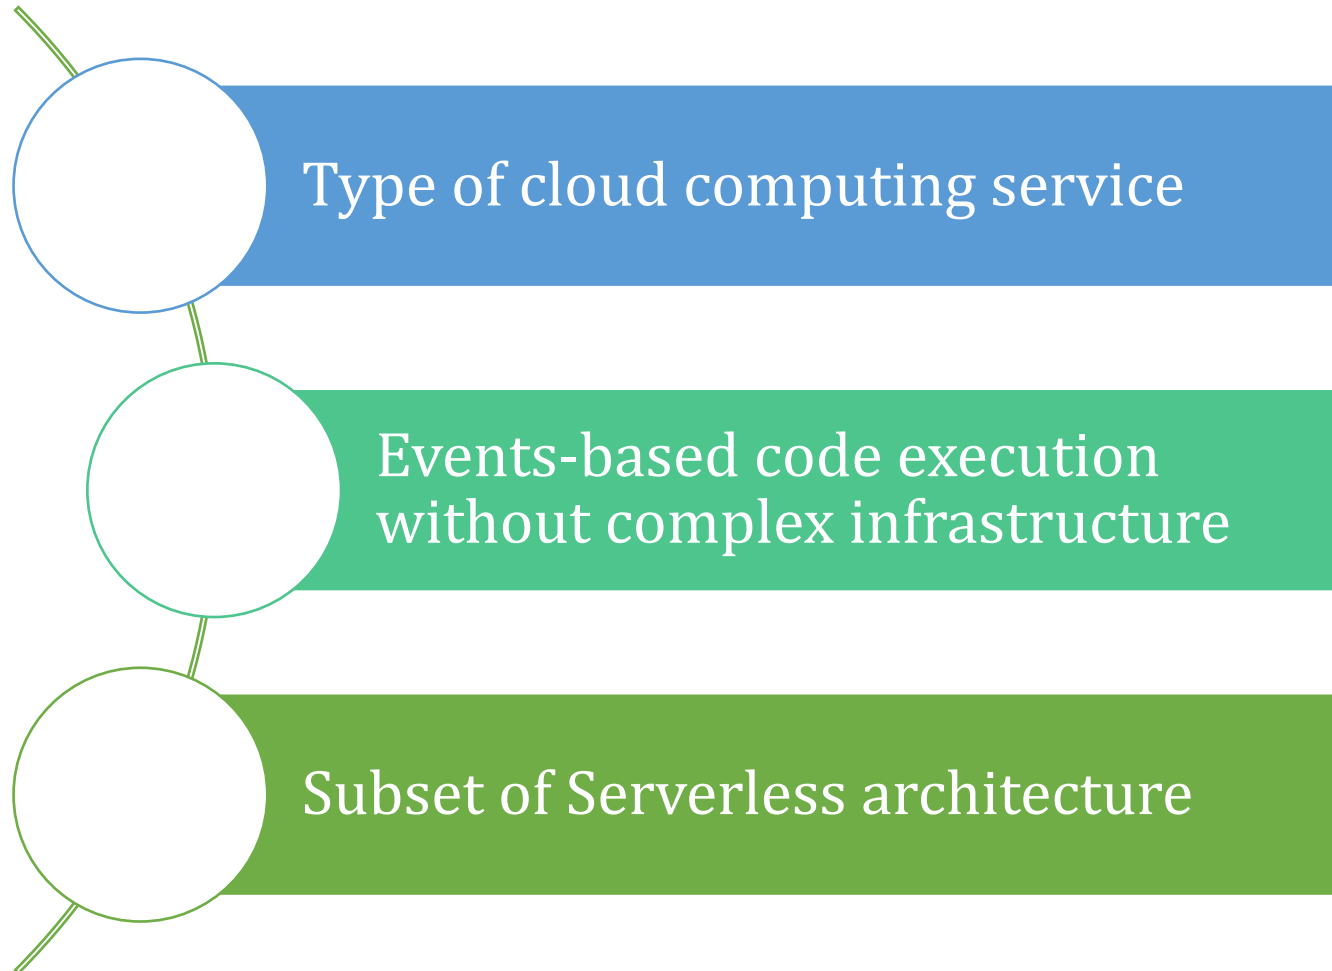 Type of cloud computing service
Events-based code execution
without complex infrastructure
Subset of Serverless architecture